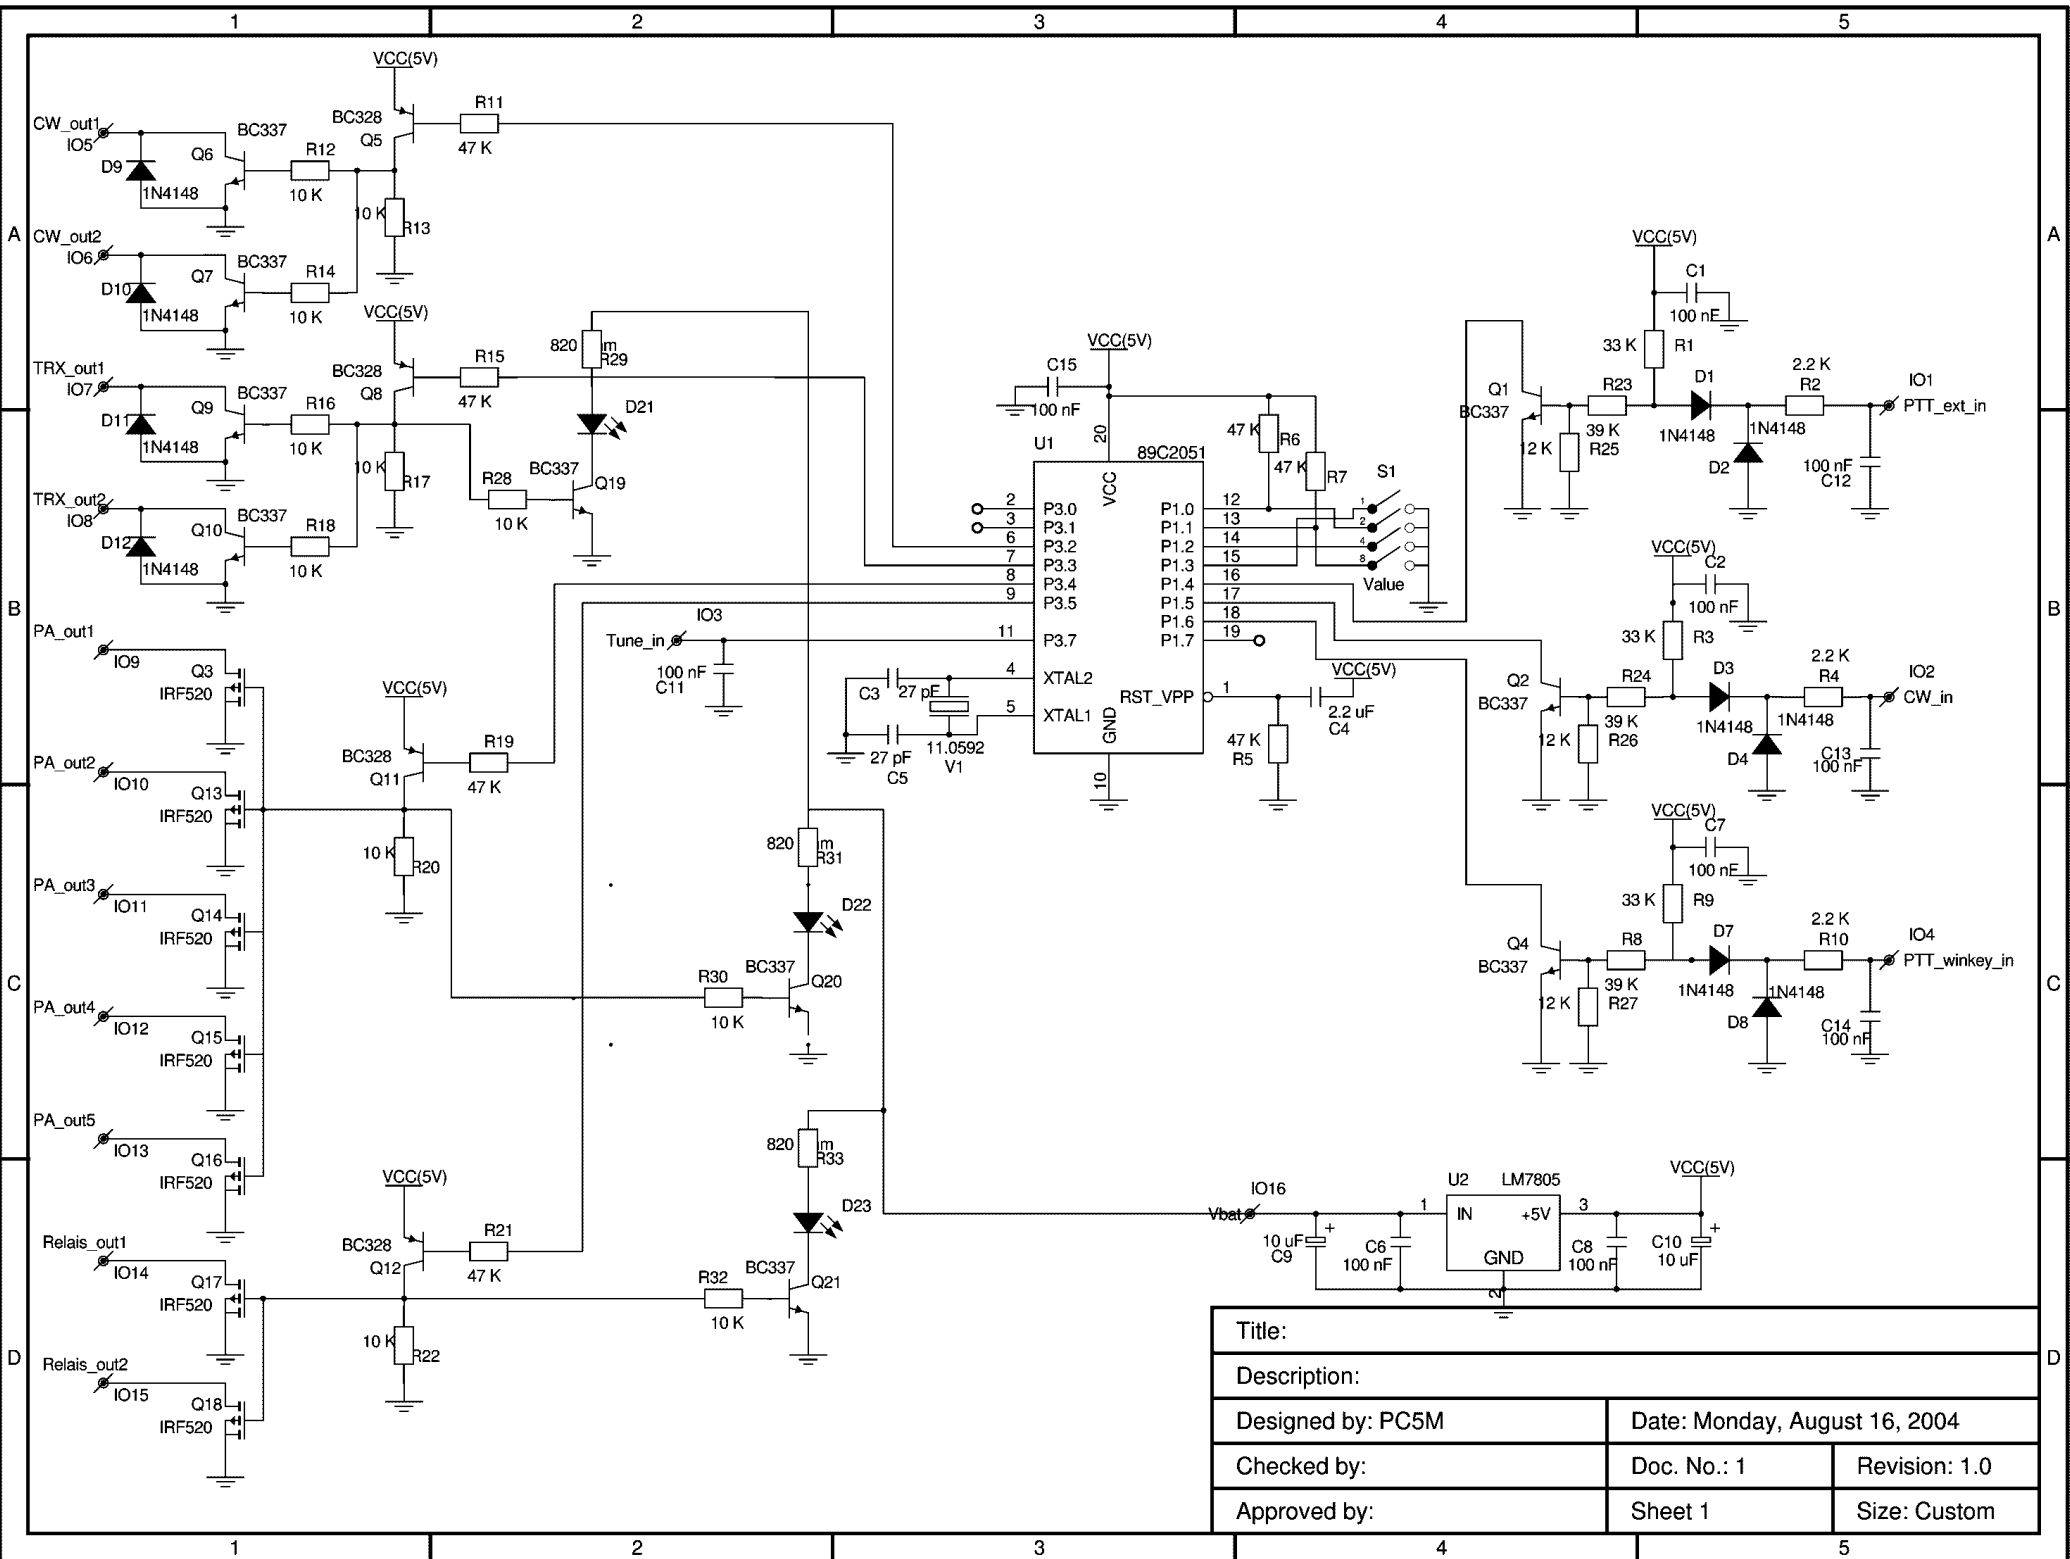 1 2 3 4 5
VCC(5V)
CW_out1
IO5
BC337
Q6
D9
1N4148
R12
10 K
BC328
Q5
R11
47 K
10 K
R13
A
A
CW_out2
IO6
BC337
Q7
D10
1N4148
R14
10 K
VCC(5V)
TRX_out1
IO7
BC337
Q9
D11
1N4148
R16
10 K
BC328
Q8
R15
47 K
10 K
R17
820
m
R29
D21
R28
10 K
BC337
Q19
TRX_out2
IO8
BC337
Q10
D12
1N4148
R18
10 K
B
B
PA_out1
IO9
Q3
IRF520
PA_out2
IO10
Q13
IRF520
VCC(5V)
BC328
Q11
R19
47 K
10 K
R20
PA_out3
IO11
Q14
IRF520
C
C
PA_out4
IO12
Q15
IRF520
PA_out5
IO13
Q16
IRF520
820
m
R31
D22
R30
10 K
BC337
Q20
VCC(5V)
BC328
Q12
R21
47 K
10 K
R22
Relais_out1
IO14
Q17
IRF520
Relais_out2
IO15
Q18
IRF520
D
D
820
m
R33
D23
R32
10 K
BC337
Q21
VCC(5V)
C15
100 nF
U1
89C2051
20
VCC
2 P3.0
3 P3.1
6 P3.2
7 P3.3
8 P3.4
9 P3.5
11 P3.7
4 XTAL2
5 XTAL1
P1.0 12
P1.1 13
P1.2 14
P1.3 15
P1.4 16
P1.5 17
P1.6 18
P1.7 19
RST_VPP 1
GND
10
IO3
Tune_in
100 nF
C11
C3
27 pF
27 pF
C5
11.0592
V1
47 K
R6
47 K
R7
S1
1
2
4
8
Value
VCC(5V)
2.2 uF
C4
47 K
R5
VCC(5V)
C1
100 nF
33 K
R1
Q1
BC337
R23
39 K
12 K
R25
D1
1N4148
1N4148
D2
2.2 K
R2
IO1
PTT_ext_in
100 nF
C12
VCC(5V)
C2
100 nF
33 K
R3
Q2
BC337
R24
39 K
12 K
R26
D3
1N4148
1N4148
D4
2.2 K
R4
IO2
CW_in
C13
100 nF
VCC(5V)
C7
100 nF
33 K
R9
Q4
BC337
R8
39 K
12 K
R27
D7
1N4148
1N4148
D8
2.2 K
R10
IO4
PTT_winkey_in
C14
100 nF
IO16
Vbat
10 uF
C9
+
C6
100 nF
U2
LM7805
1
IN
+5V
3
GND
2
C8
100 nF
VCC(5V)
C10
10 uF
+
Title:
Description:
Designed by: PC5M
Date: Monday, August 16, 2004
Checked by:
Doc. No.: 1
Revision: 1.0
Approved by:
Sheet 1
Size: Custom
1 2 3 4 5